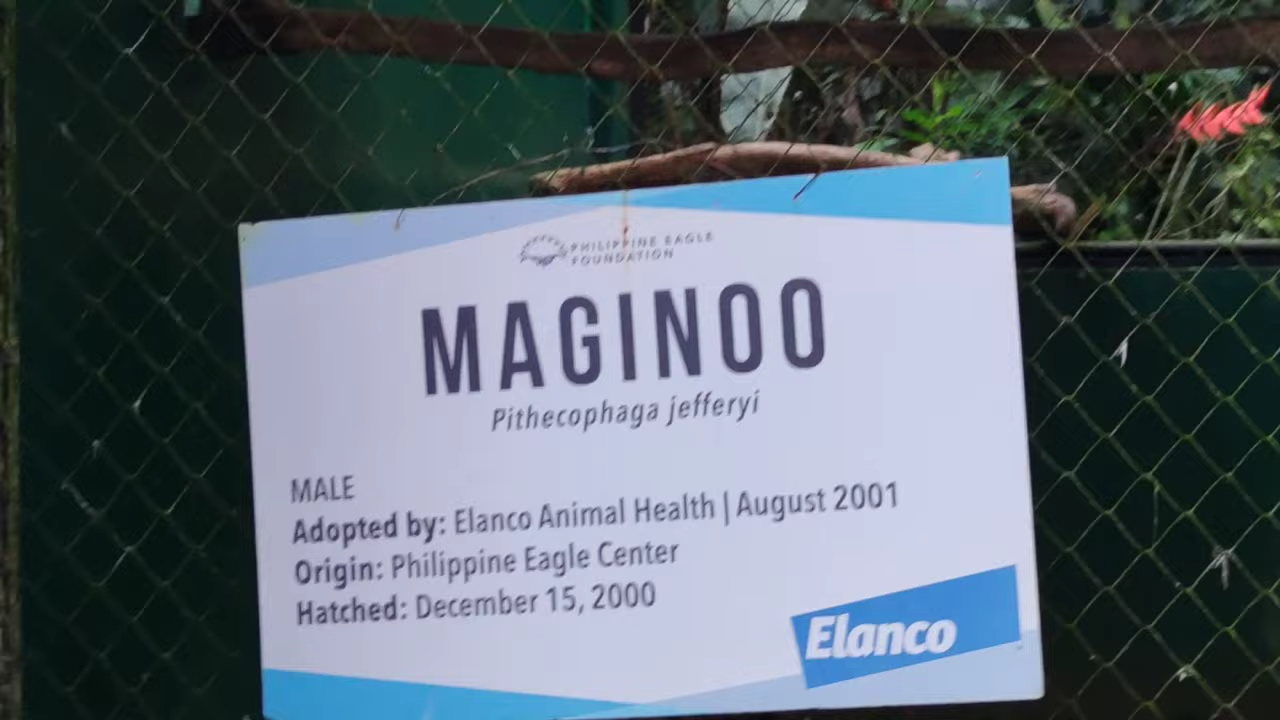 PHILIPPINE EAGLE
FOUNDATION
MAGINOO
Pithecophaga jefferyi
MALE
Adopted by: Elanco Animal Health | August 2001
Origin: Philippine Eagle Center
Hatched: December 15, 2000
Elanco